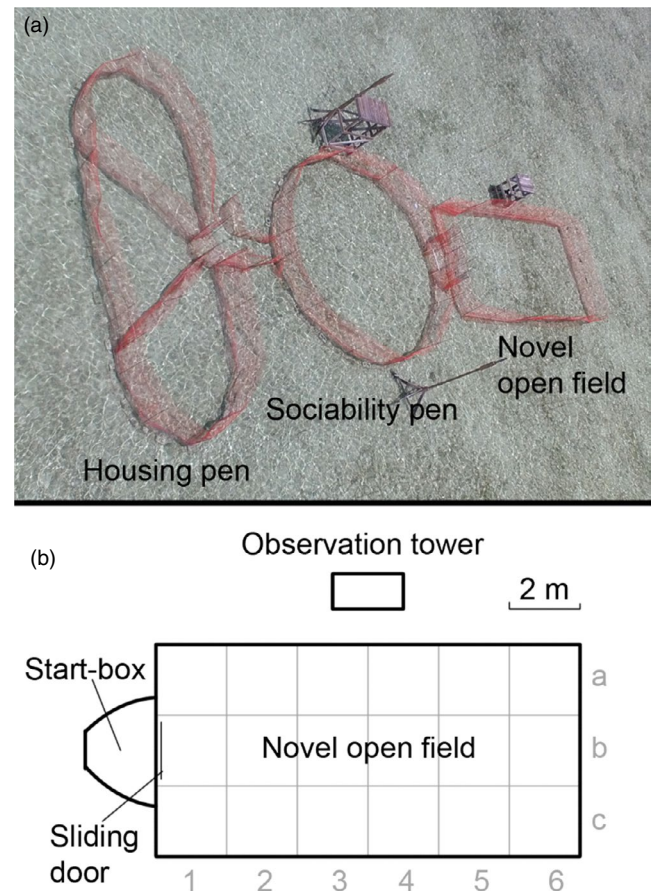 (a)
Novel
open field
Sociability pen
Housing pen
Observation tower
(b)
2 m
Start-box
a
Novel open field
b
Sliding
door
c
1 2 3 4 5 6